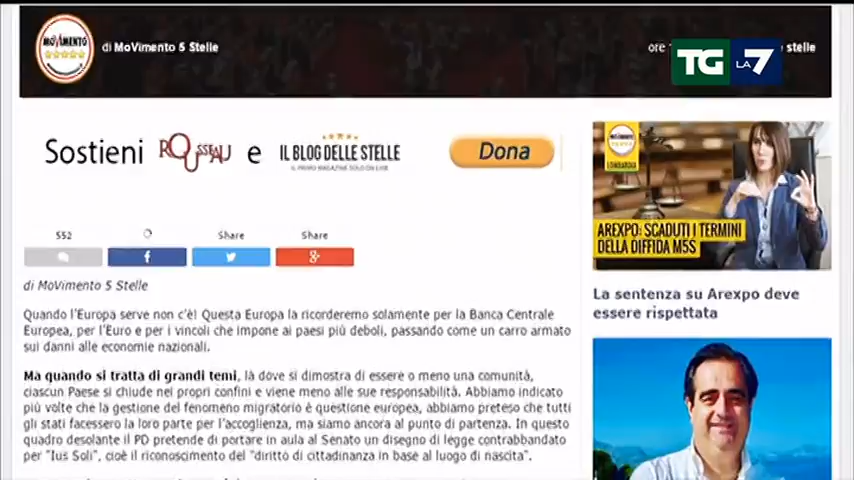 MOVIMENTO
di MoVimento 5 Stelle
ore
stelle
TG LA7
Sostieni ROUSSEAU e IL BLOG DELLE STELLE
Dona
552
Share
Share
di MoVimento 5 Stelle
Quando l'Europa serve non c'è! Questa Europa la ricorderemo solamente per la Banca Centrale
Europea, per l'Euro e per i vincoli che impone ai paesi più deboli, passando come un carro armato
sui danni alle economie nazionali.
Ma quando si tratta di grandi temi, là dove si dimostra di essere o meno una comunità,
ciascun Paese si chiude nei propri confini e viene meno alle sue responsabilità. Abbiamo indicato
più volte che la gestione del fenomeno migratorio è questione europea, abbiamo preteso che tutti
gli stati facessero la loro parte per l'accoglienza, ma siamo ancora al punto di partenza. In questo
quadro desolante il PD pretende di portare in aula al Senato un disegno di legge contrabbandato
per "Ius Soli", cioè il riconoscimento del "diritto di cittadinanza in base al luogo di nascita".
MOVIMENTO
LOMBARDIA
AREXPO: SCADUTI I TERMINI
DELLA DIFFIDA M5S
La sentenza su Arexpo deve
essere rispettata